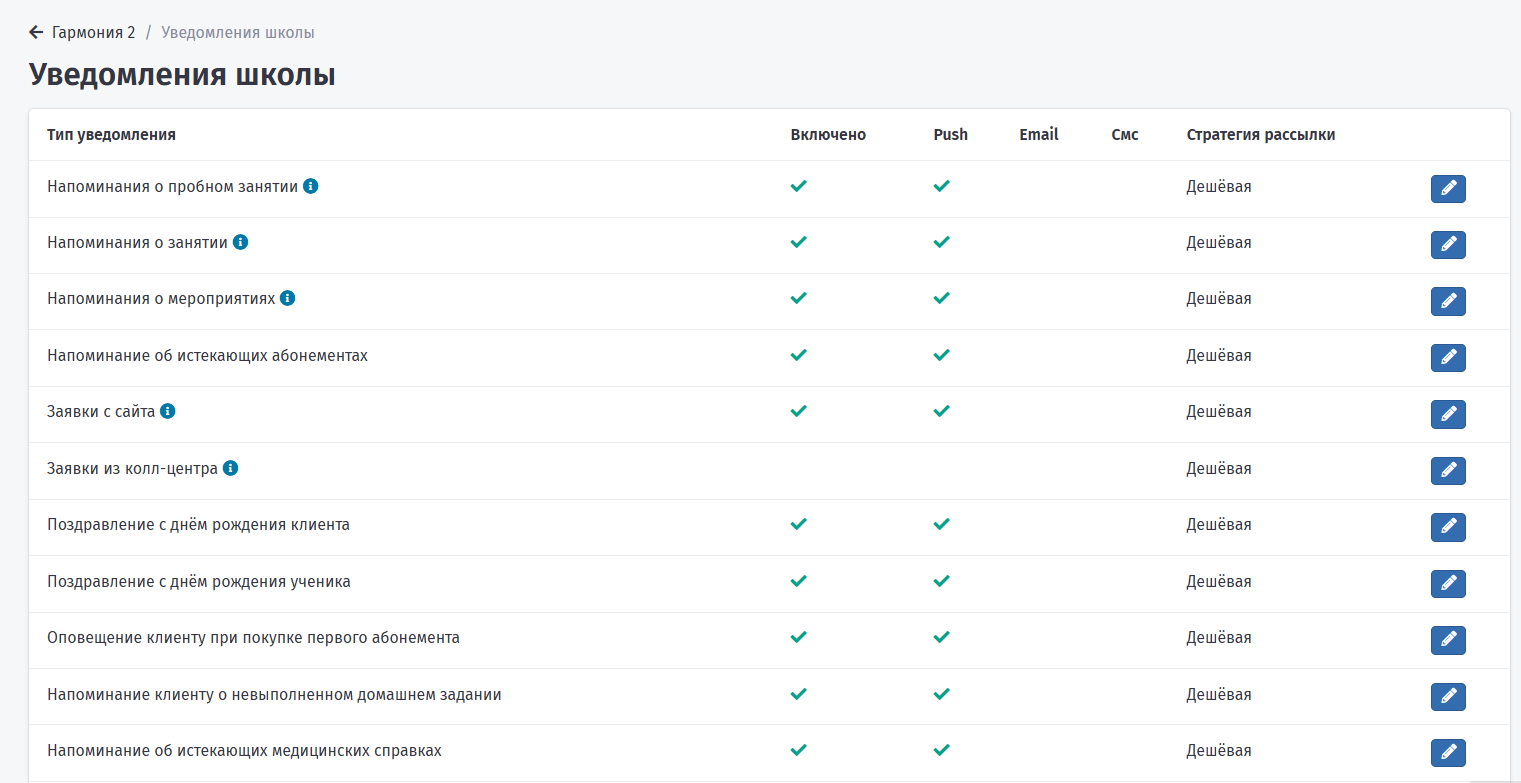 Гармония 2 / Уведомления школы
Уведомления школы
Тип уведомления Включено Push Email Смс Стратегия рассылки
Напоминания о пробном занятии Дешёвая
Напоминания о занятии Дешёвая
Напоминания о мероприятиях Дешёвая
Напоминание об истекающих абонементах Дешёвая
Заявки с сайта Дешёвая
Заявки из колл-центра Дешёвая
Поздравление с днём рождения клиента Дешёвая
Поздравление с днём рождения ученика Дешёвая
Оповещение клиенту при покупке первого абонемента Дешёвая
Напоминание клиенту о невыполненном домашнем задании Дешёвая
Напоминание об истекающих медицинских справках Дешёвая